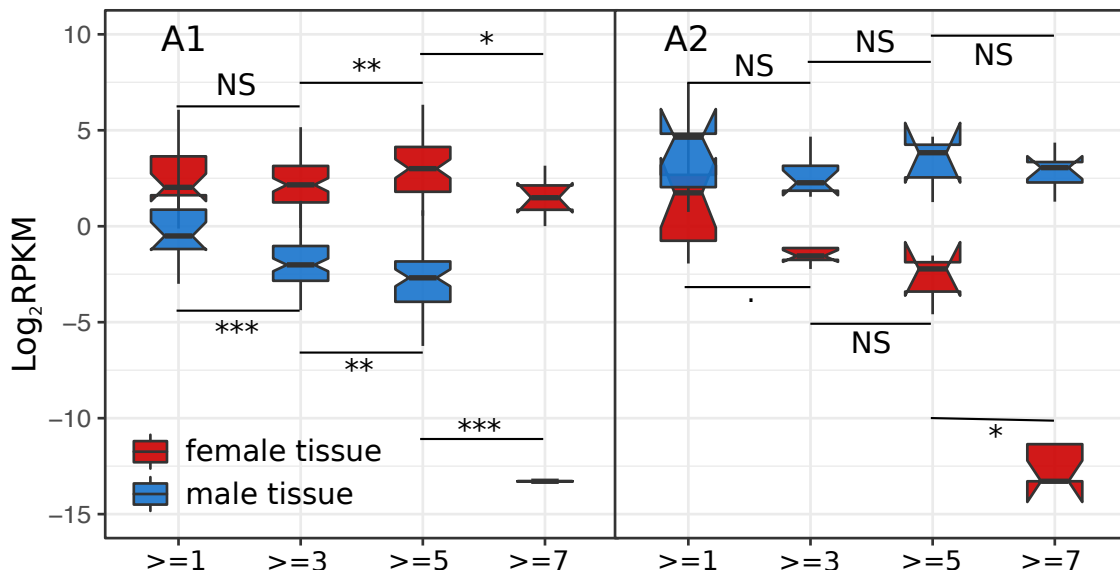 A1
A2
NS
**
*
NS
NS
NS
***
**
***
.
NS
*
Log₂RPKM
10
5
0
−5
−10
−15
female tissue
male tissue
>=1
>=3
>=5
>=7
>=1
>=3
>=5
>=7